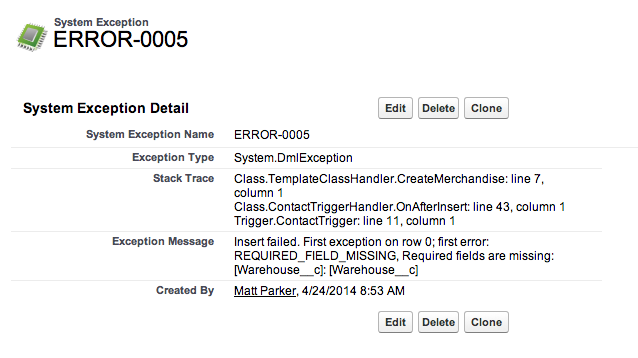 System Exception
ERROR-0005
System Exception Detail Edit Delete Clone
System Exception Name ERROR-0005
Exception Type System.DmlException
Stack Trace Class.TemplateClassHandler.CreateMerchandise: line 7,
column 1
Class.ContactTriggerHandler.OnAfterInsert: line 43, column 1
Trigger.ContactTrigger: line 11, column 1
Exception Message Insert failed. First exception on row 0; first error:
REQUIRED_FIELD_MISSING, Required fields are missing:
[Warehouse__c]: [Warehouse__c]
Created By Matt Parker, 4/24/2014 8:53 AM
Edit Delete Clone